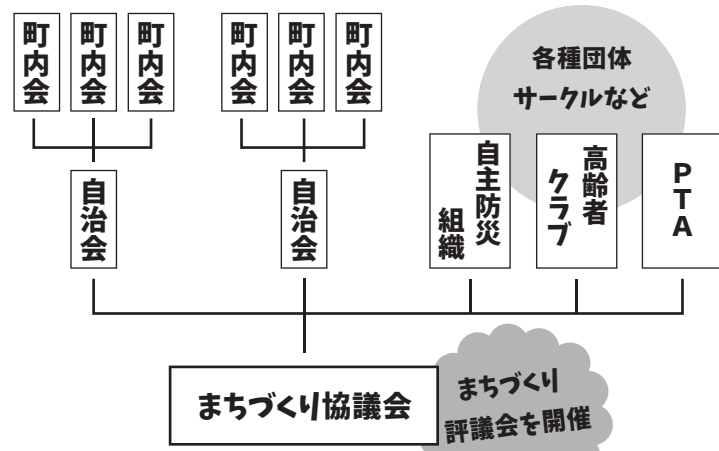 町内会
町内会
町内会
町内会
町内会
町内会
各種団体
サークルなど
自治会
自治会
自主防災
組織
高齢者
クラブ
PTA
まちづくり協議会
まちづくり
評議会を開催